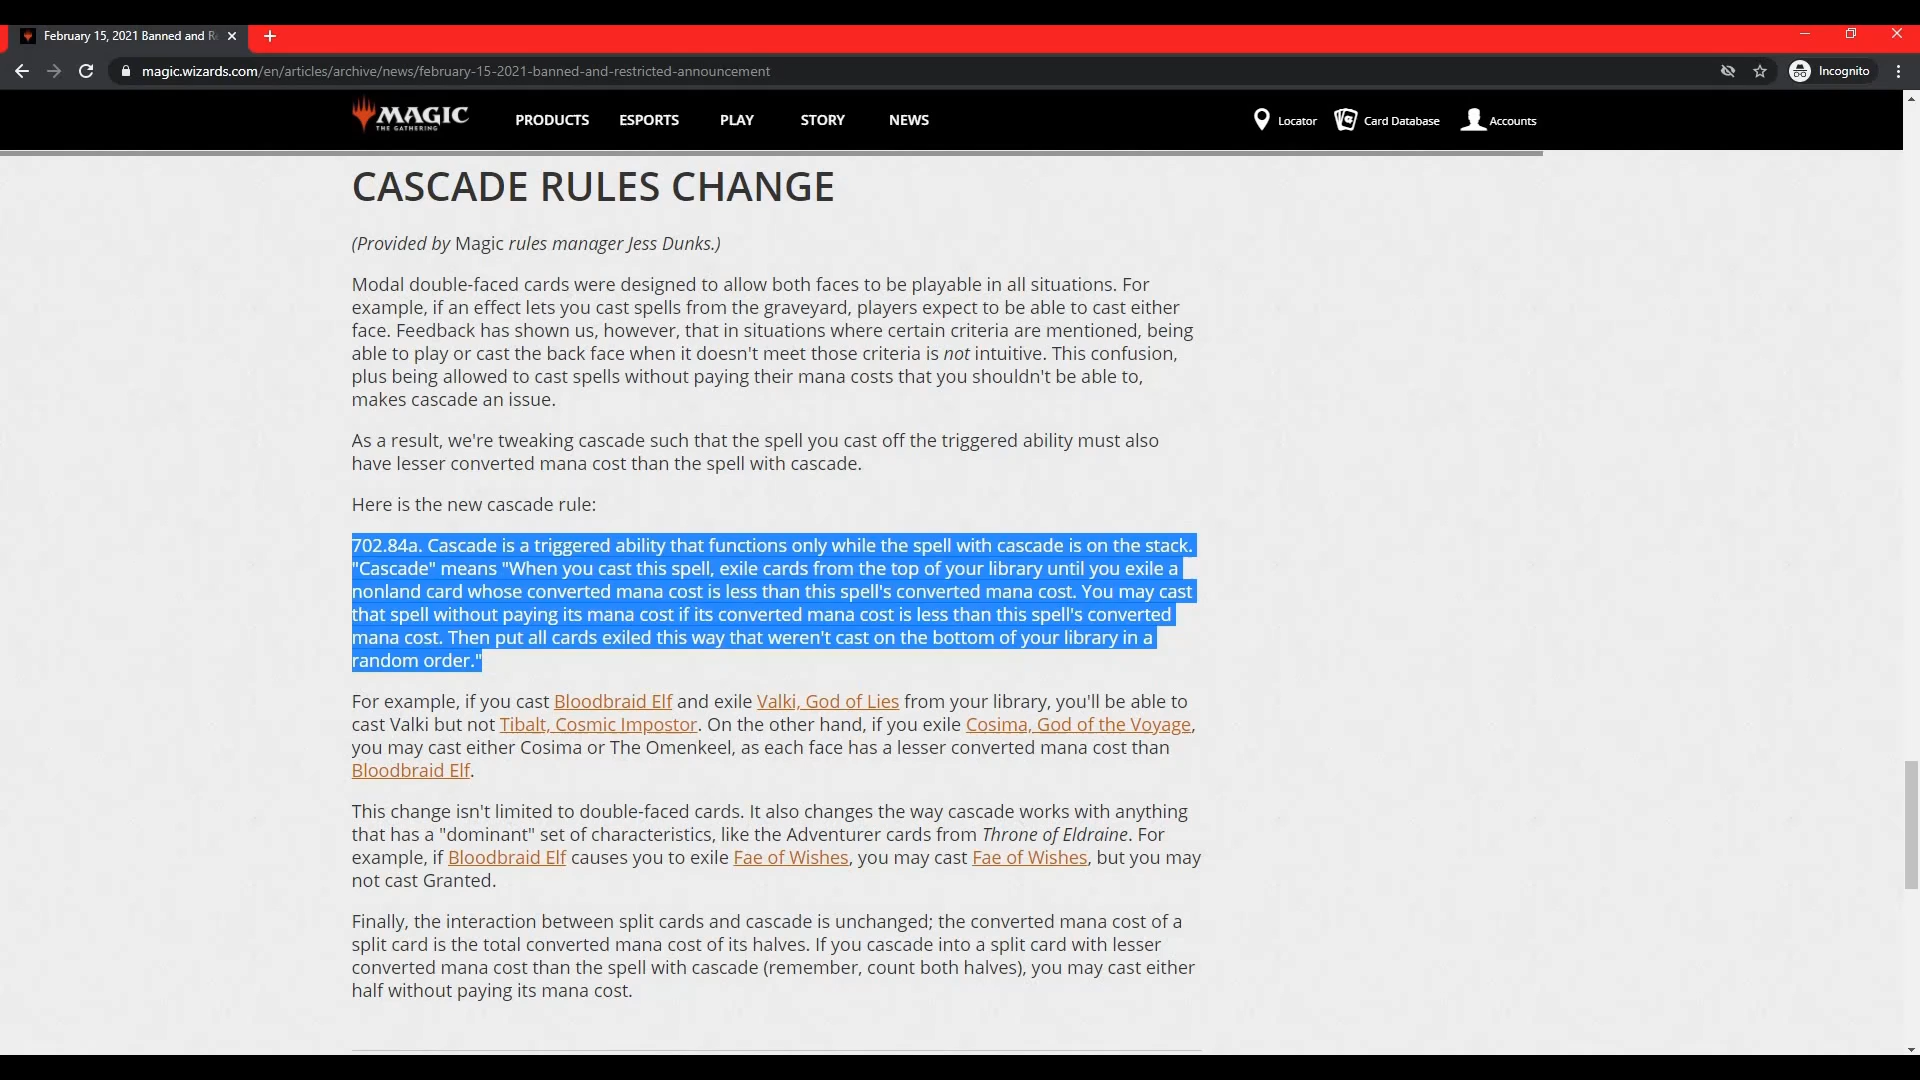 February 15, 2021 Banned and R
magic.wizards.com/en/articles/archive/news/february-15-2021-banned-and-restricted-announcement
Incognito
MAGIC
THE GATHERING
PRODUCTS
ESPORTS
PLAY
STORY
NEWS
Locator
Card Database
Accounts
CASCADE RULES CHANGE
(Provided by Magic rules manager Jess Dunks.)
Modal double-faced cards were designed to allow both faces to be playable in all situations. For
example, if an effect lets you cast spells from the graveyard, players expect to be able to cast either
face. Feedback has shown us, however, that in situations where certain criteria are mentioned, being
able to play or cast the back face when it doesn't meet those criteria is not intuitive. This confusion,
plus being allowed to cast spells without paying their mana costs that you shouldn't be able to,
makes cascade an issue.
As a result, we're tweaking cascade such that the spell you cast off the triggered ability must also
have lesser converted mana cost than the spell with cascade.
Here is the new cascade rule:
702.84a. Cascade is a triggered ability that functions only while the spell with cascade is on the stack.
"Cascade" means "When you cast this spell, exile cards from the top of your library until you exile a
nonland card whose converted mana cost is less than this spell's converted mana cost. You may cast
that spell without paying its mana cost if its converted mana cost is less than this spell's converted
mana cost. Then put all cards exiled this way that weren't cast on the bottom of your library in a
random order."
For example, if you cast Bloodbraid Elf and exile Valki, God of Lies from your library, you'll be able to
cast Valki but not Tibalt, Cosmic Impostor. On the other hand, if you exile Cosima, God of the Voyage,
you may cast either Cosima or The Omenkeel, as each face has a lesser converted mana cost than
Bloodbraid Elf.
This change isn't limited to double-faced cards. It also changes the way cascade works with anything
that has a "dominant" set of characteristics, like the Adventurer cards from Throne of Eldraine. For
example, if Bloodbraid Elf causes you to exile Fae of Wishes, you may cast Fae of Wishes, but you may
not cast Granted.
Finally, the interaction between split cards and cascade is unchanged; the converted mana cost of a
split card is the total converted mana cost of its halves. If you cascade into a split card with lesser
converted mana cost than the spell with cascade (remember, count both halves), you may cast either
half without paying its mana cost.